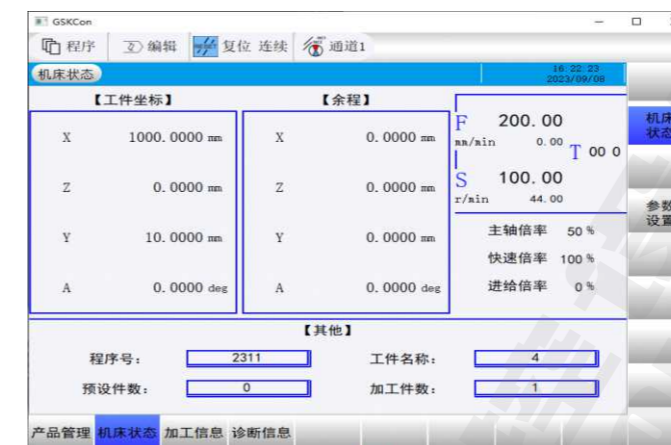 GSKCon
程序 编辑 复位 连续 通道1
机床状态
16:22:23
2023/09/08
【工件坐标】 【余程】
X 1000.0000 mm X 0.0000 mm
Z 0.0000 mm Z 0.0000 mm
Y 10.0000 mm Y 0.0000 mm
A 0.0000 deg A 0.0000 deg
F 200.00
mm/min 0.00
T 00 0
S 100.00
r/min 44.00
主轴倍率 50 %
快速倍率 100 %
进给倍率 0 %
机床
状态
参数
设置
【其他】
程序号: 2311 工件名称: 4
预设件数: 0 加工件数: 1
产品管理 机床状态 加工信息 诊断信息